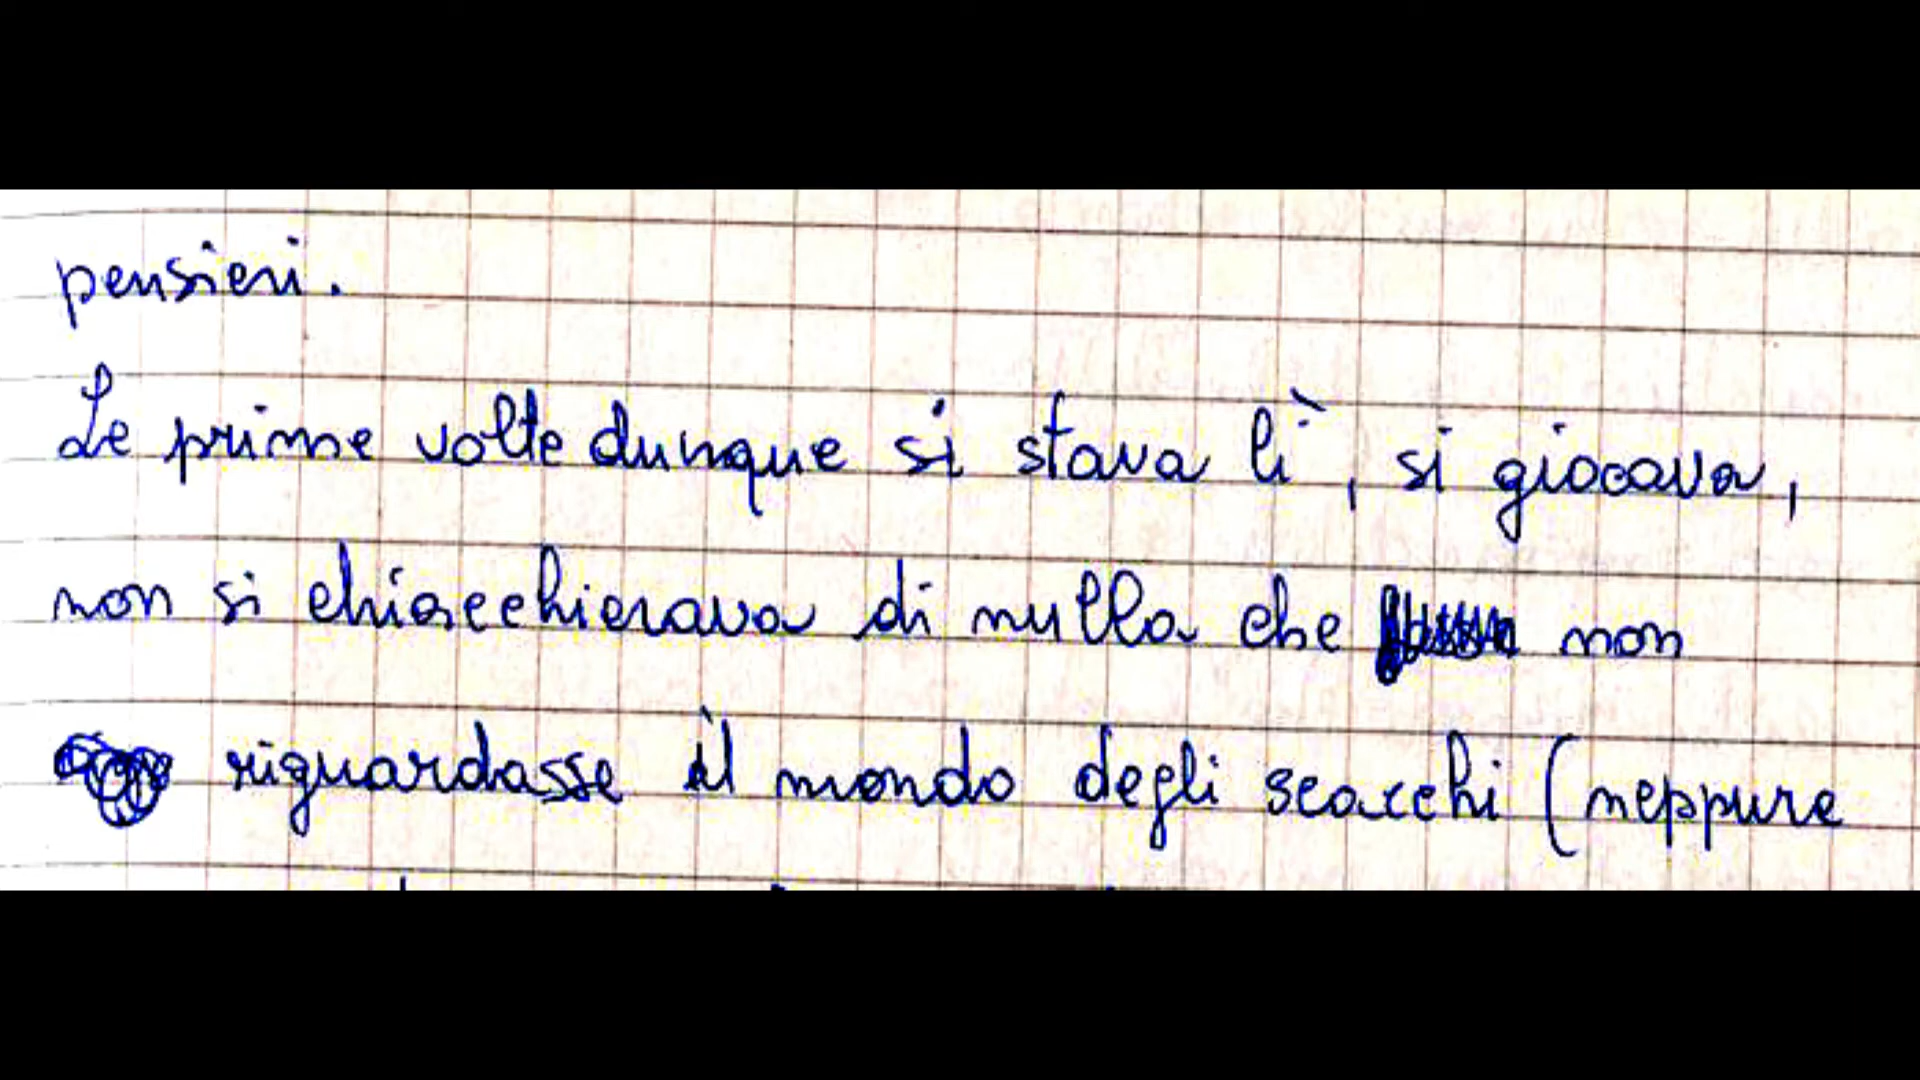 pensieri.
Le prime volte dunque si stava lì, si giocava,
non si chiacchierava di nulla che non
riguardasse il mondo degli scacchi (neppure